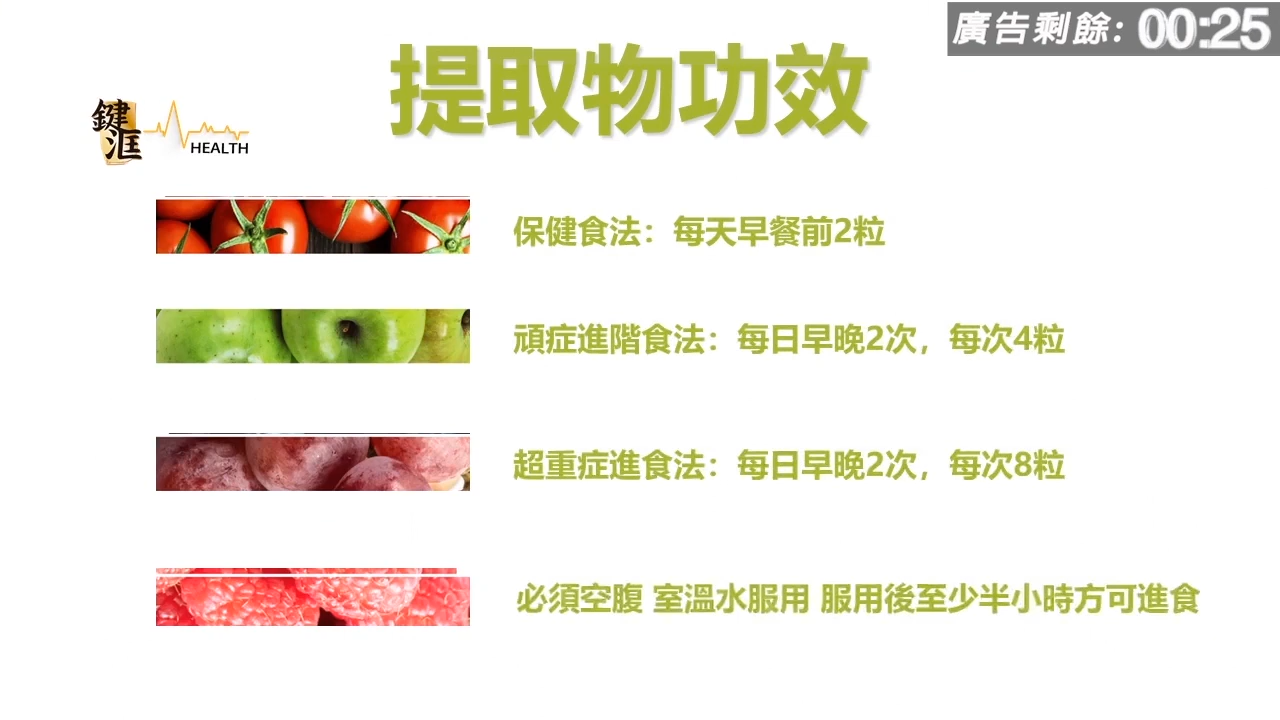 廣告剩餘: 00:25
提取物功效
鍵
洭
HEALTH
保健食法：每天早餐前2粒
頑症進階食法：每日早晚2次，每次4粒
超重症進食法：每日早晚2次，每次8粒
必須空腹 室溫水服用 服用後至少半小時方可進食